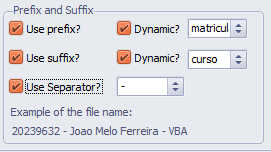 Prefix and Suffix
Use prefix? Dynamic? matricul
Use suffix? Dynamic? curso
Use Separator? -
Example of the file name:
20239632 - Joao Melo Ferreira - VBA